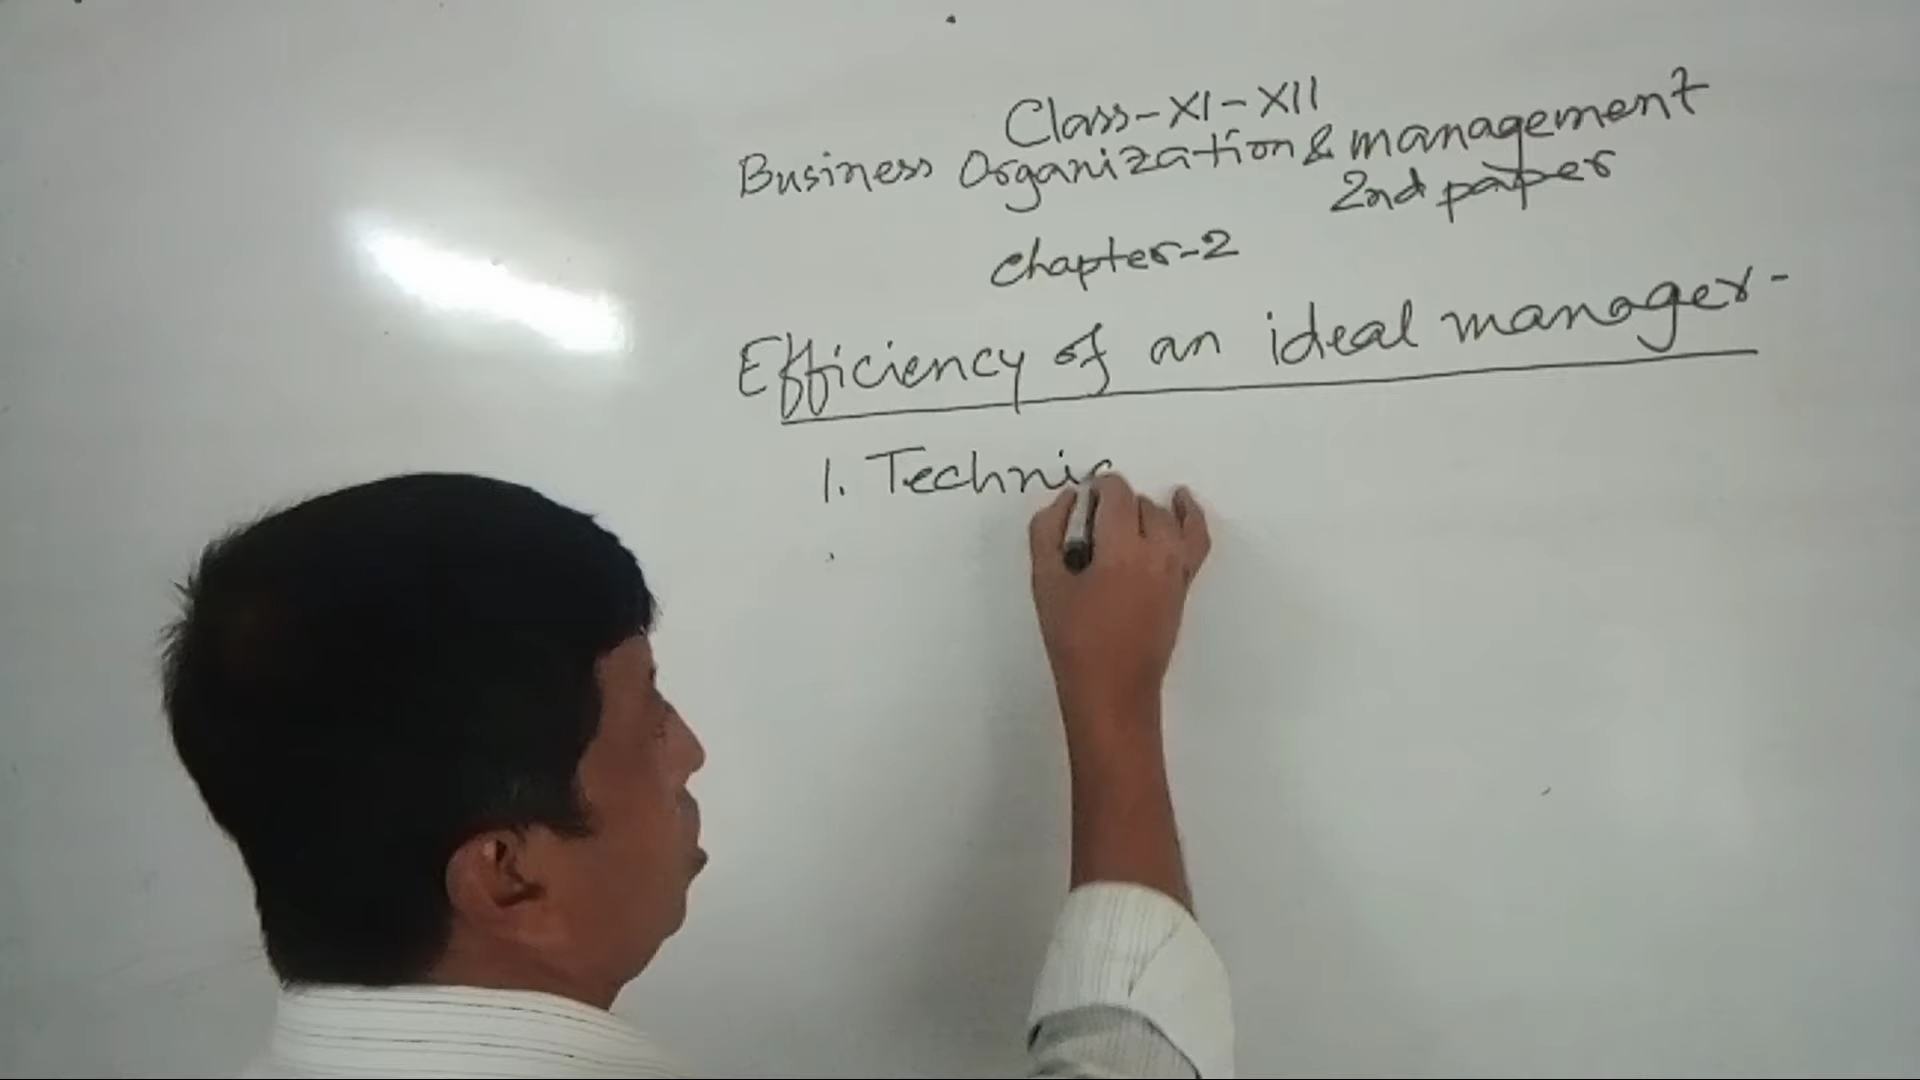 Class-XI-XII
Business Organization & management
2nd paper
Chapter-2
Efficiency of an ideal manager-
1. Technic